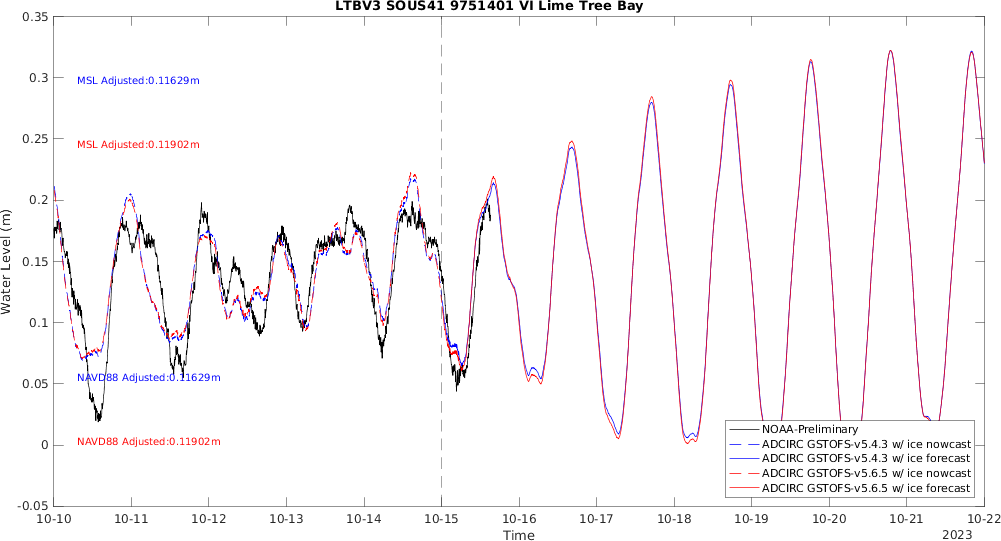 LTBV3 SOUS41 9751401 VI Lime Tree Bay
0.35
0.3
0.25
0.2
0.15
0.1
0.05
0
-0.05
Water Level (m)
MSL Adjusted:0.11629m
MSL Adjusted:0.11902m
NAVD88 Adjusted:0.11629m
NAVD88 Adjusted:0.11902m
NOAA-Preliminary
ADCIRC GSTOFS-v5.4.3 w/ ice nowcast
ADCIRC GSTOFS-v5.4.3 w/ ice forecast
ADCIRC GSTOFS-v5.6.5 w/ ice nowcast
ADCIRC GSTOFS-v5.6.5 w/ ice forecast
10-10 10-11 10-12 10-13 10-14 10-15 10-16 10-17 10-18 10-19 10-20 10-21 10-22
Time
2023